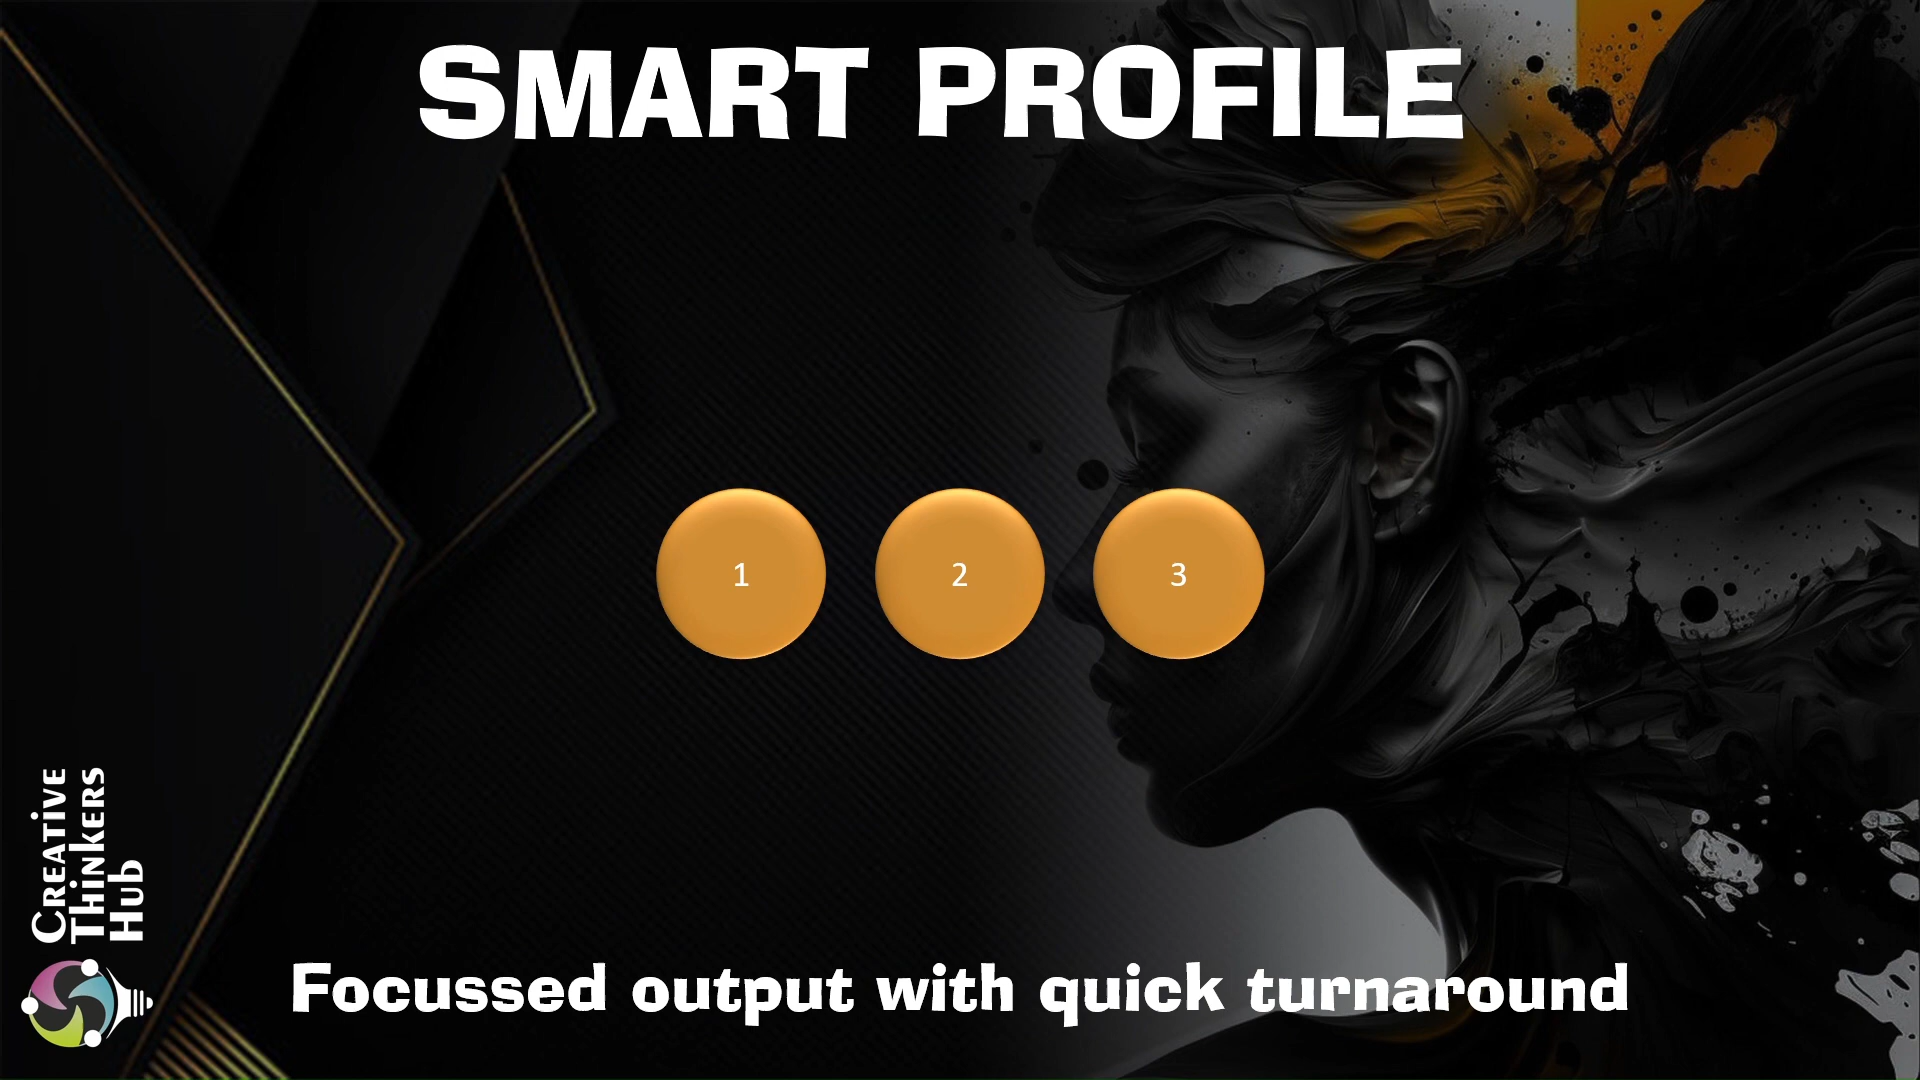 SMART PROFILE
1 2 3
Creative
Thinkers
Hub
Focussed output with quick turnaround